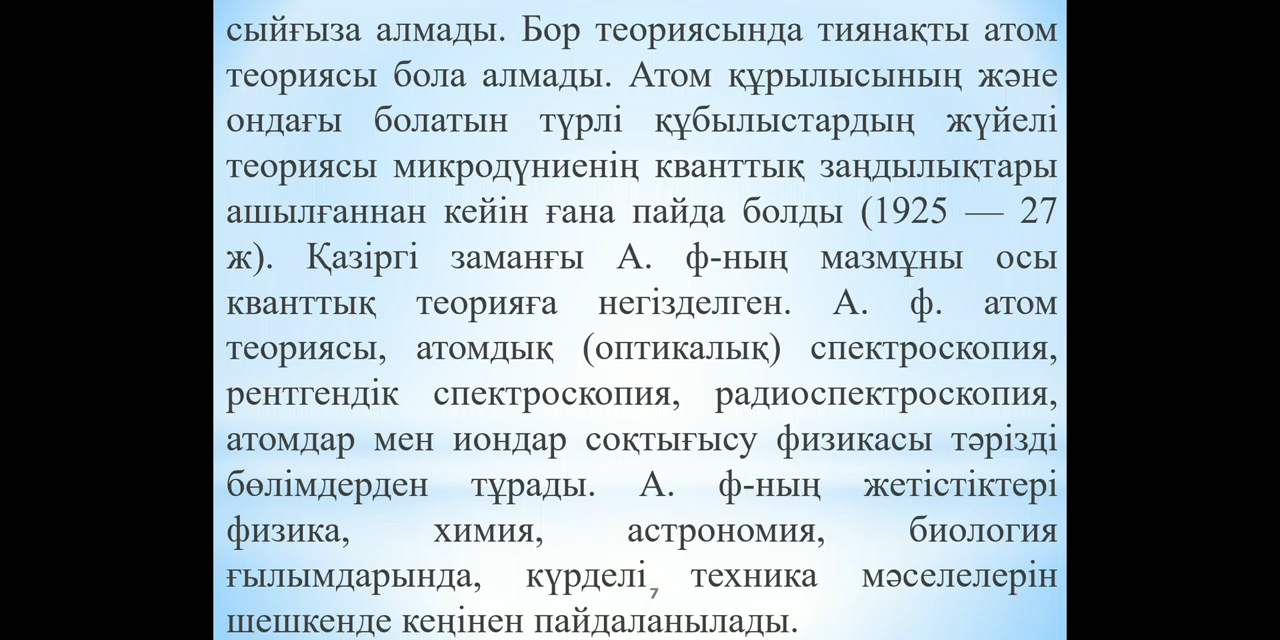 сыйғыза алмады. Бор теориясында тиянақты атом
теориясы бола алмады. Атом құрылысының және
ондағы болатын түрлі құбылыстардың жүйелі
теориясы микродүниенің кванттық заңдылықтары
ашылғаннан кейін ғана пайда болды (1925 — 27
ж). Қазіргі заманғы А. ф-ның мазмұны осы
кванттық теорияға негізделген. А. ф. атом
теориясы, атомдық (оптикалық) спектроскопия,
рентгендік спектроскопия, радиоспектроскопия,
атомдар мен иондар соқтығысу физикасы тәрізді
бөлімдерден тұрады. А. ф-ның жетістіктері
физика, химия, астрономия, биология
ғылымдарында, күрделі техника мәселелерін
7
шешкенде кеңінен пайдаланылады.